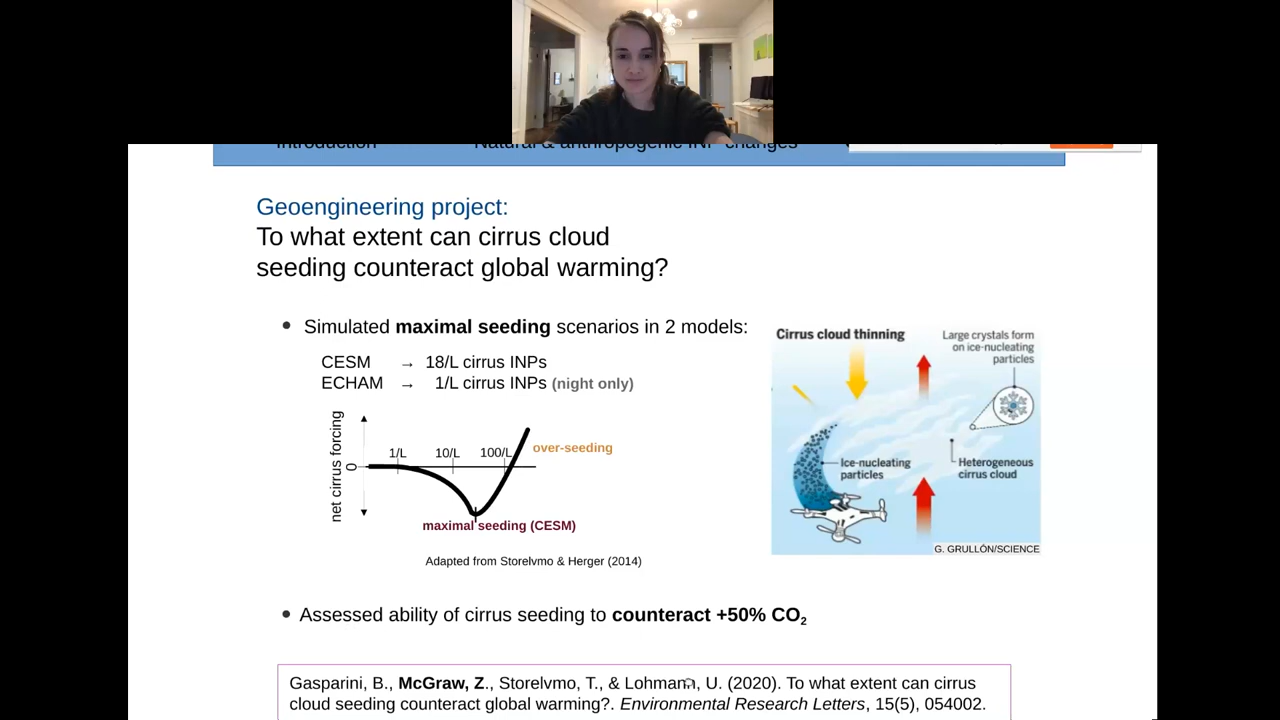 Introduction Natural & anthropogenic INP changes
Geoengineering project:
To what extent can cirrus cloud
seeding counteract global warming?
• Simulated maximal seeding scenarios in 2 models:
CESM → 18/L cirrus INPs
ECHAM → 1/L cirrus INPs (night only)
net cirrus forcing
0
1/L 10/L 100/L
over-seeding
maximal seeding (CESM)
Adapted from Storelvmo & Herger (2014)
Cirrus cloud thinning
Large crystals form
on ice-nucleating
particles
Ice-nucleating
particles
Heterogeneous
cirrus cloud
G. GRULLÓN/SCIENCE
• Assessed ability of cirrus seeding to counteract +50% CO₂
Gasparini, B., McGraw, Z., Storelvmo, T., & Lohmann, U. (2020). To what extent can cirrus
cloud seeding counteract global warming?. Environmental Research Letters, 15(5), 054002.